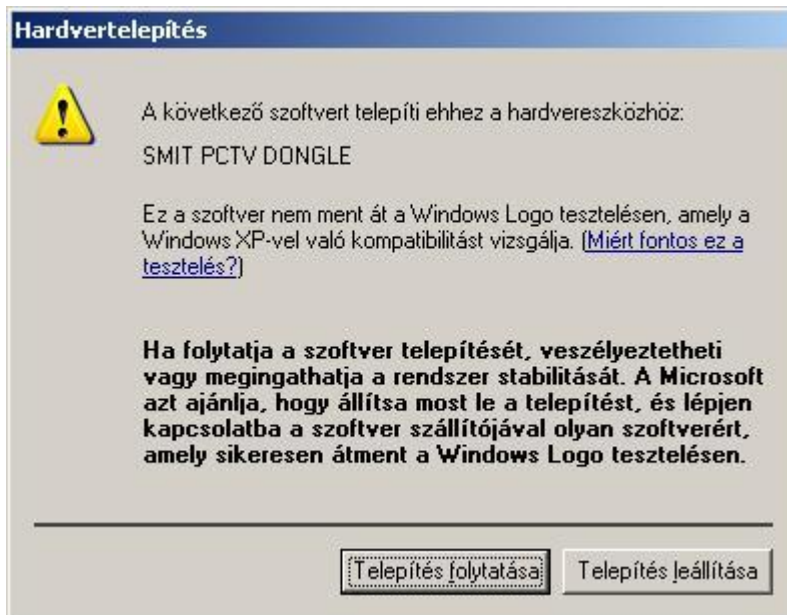 Hardvertelepítés
A következő szoftvert telepíti ehhez a hardvereszközhöz:
SMIT PCTV DONGLE
Ez a szoftver nem ment át a Windows Logo tesztelésen, amely a
Windows XP-vel való kompatibilitást vizsgálja. (Miért fontos ez a
tesztelés?)
Ha folytatja a szoftver telepítését, veszélyeztetheti
vagy megingathatja a rendszer stabilitását. A Microsoft
azt ajánlja, hogy állítsa most le a telepítést, és lépjen
kapcsolatba a szoftver szállítójával olyan szoftverért,
amely sikeresen átment a Windows Logo tesztelésen.
Telepítés folytatása Telepítés leállítása